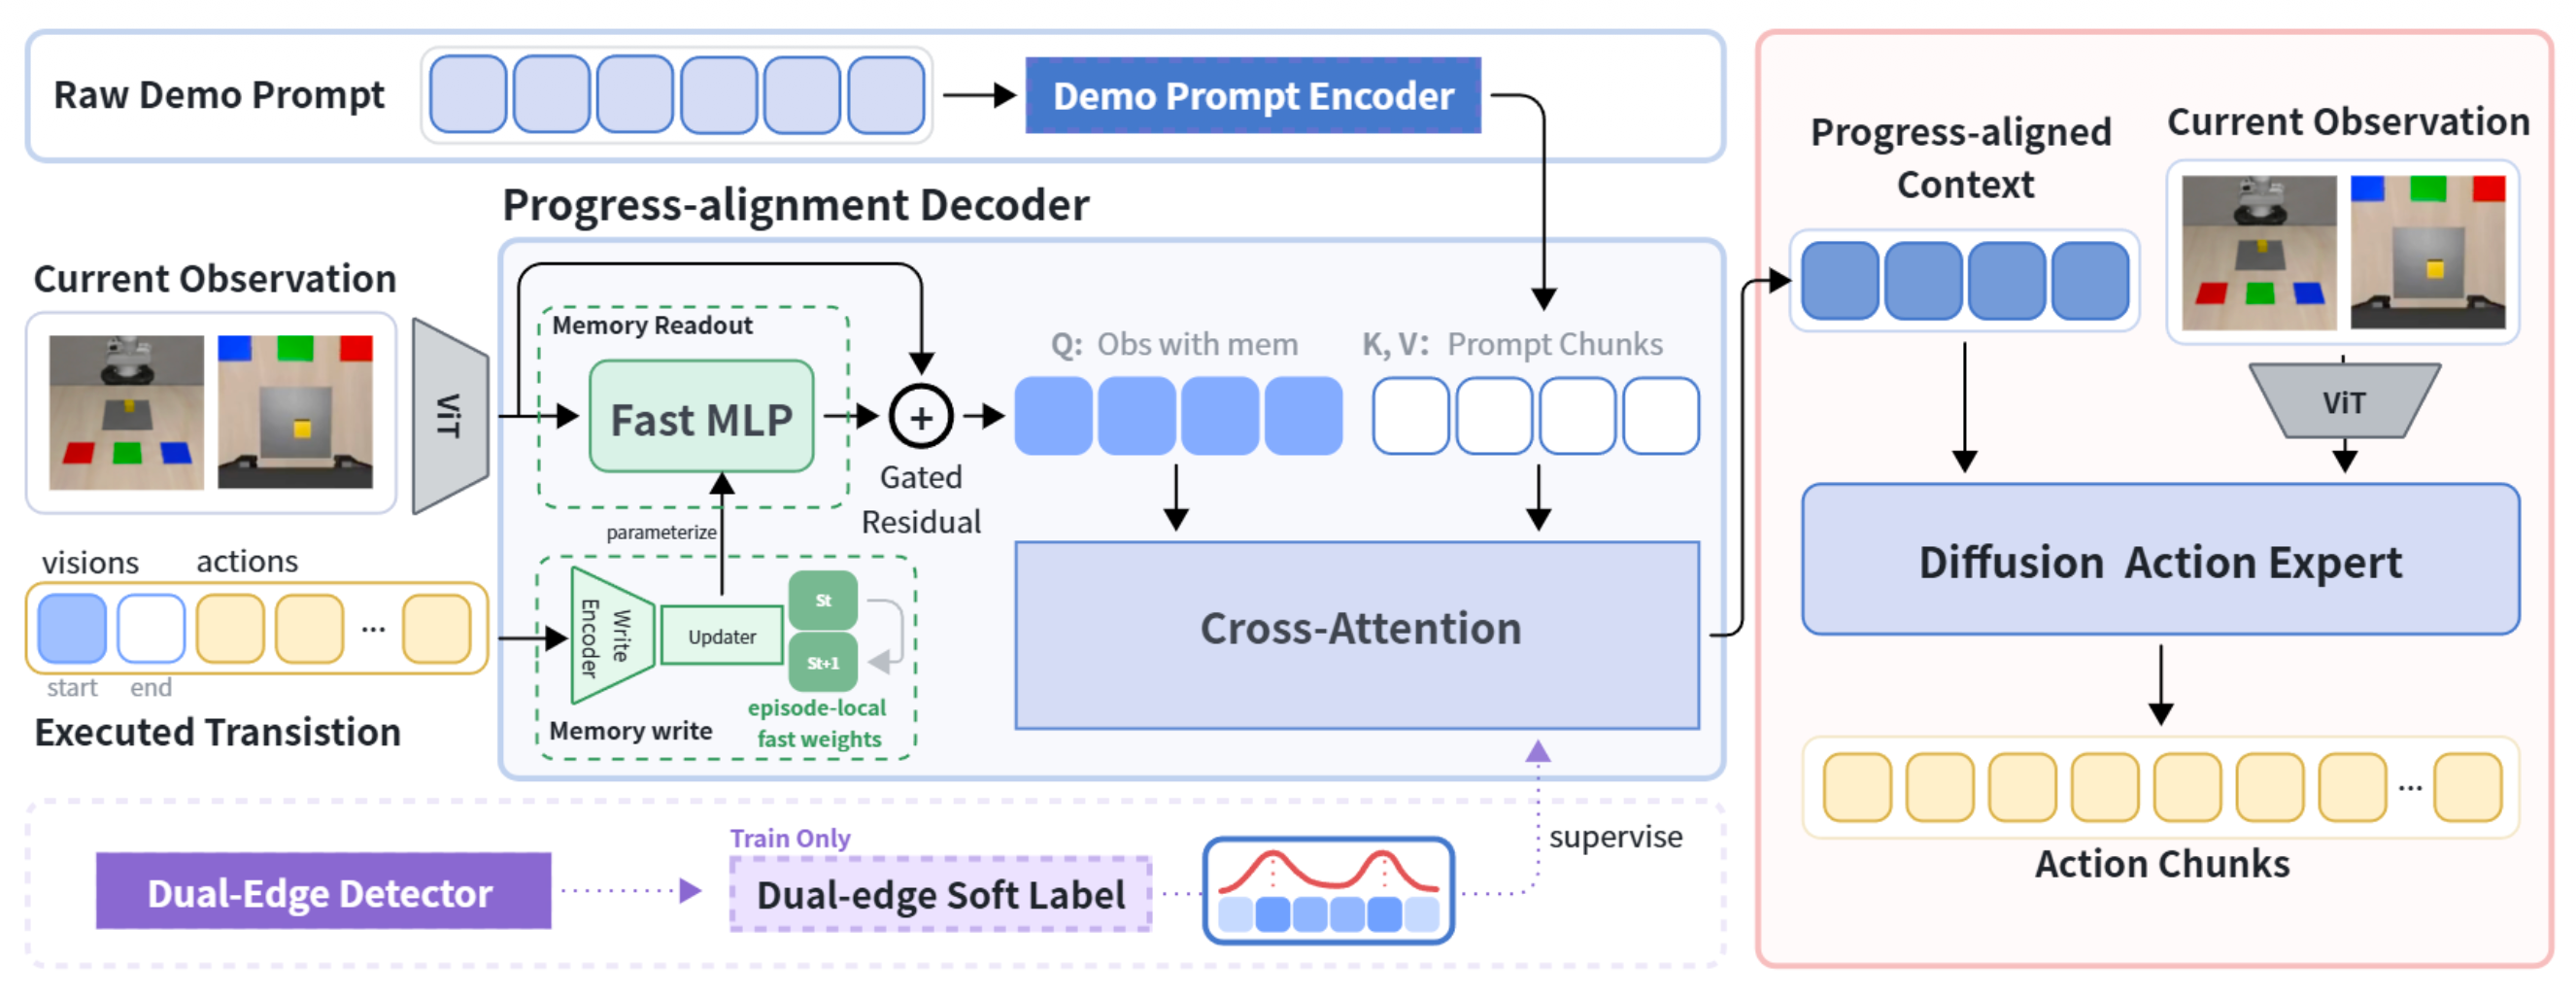 Raw Demo Prompt
Demo Prompt Encoder
Progress-alignment Decoder
Current Observation
ViT
Memory Readout
Fast MLP
+
Gated
Residual
Q: Obs with mem
K, V: Prompt Chunks
parameterize
visions
actions
...
start
end
Executed Transistion
Write
Encoder
Updater
St
St+1
episode-local
fast weights
Memory write
Cross-Attention
Dual-Edge Detector
Train Only
Dual-edge Soft Label
supervise
Progress-aligned
Context
Current Observation
ViT
Diffusion Action Expert
...
Action Chunks